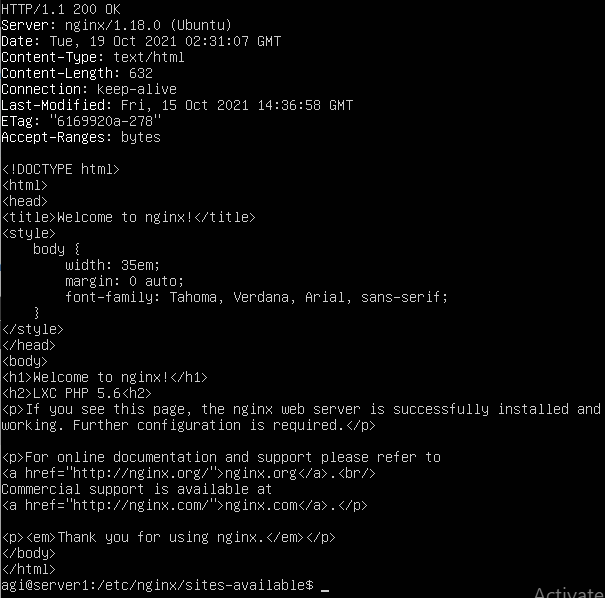 HTTP/1.1 200 OK
Server: nginx/1.18.0 (Ubuntu)
Date: Tue, 19 Oct 2021 02:31:07 GMT
Content-Type: text/html
Content-Length: 632
Connection: keep-alive
Last-Modified: Fri, 15 Oct 2021 14:36:58 GMT
ETag: "6169920a-278"
Accept-Ranges: bytes

<!DOCTYPE html>
<html>
<head>
<title>Welcome to nginx!</title>
<style>
    body {
        width: 35em;
        margin: 0 auto;
        font-family: Tahoma, Verdana, Arial, sans-serif;
    }
</style>
</head>
<body>
<h1>Welcome to nginx!</h1>
<h2>LXC PHP 5.6<h2>
<p>If you see this page, the nginx web server is successfully installed and
working. Further configuration is required.</p>

<p>For online documentation and support please refer to
<a href="http://nginx.org/">nginx.org</a>.<br/>
Commercial support is available at
<a href="http://nginx.com/">nginx.com</a>.</p>

<p><em>Thank you for using nginx.</em></p>
</body>
</html>
agi@server1:/etc/nginx/sites-available$ _
Activate